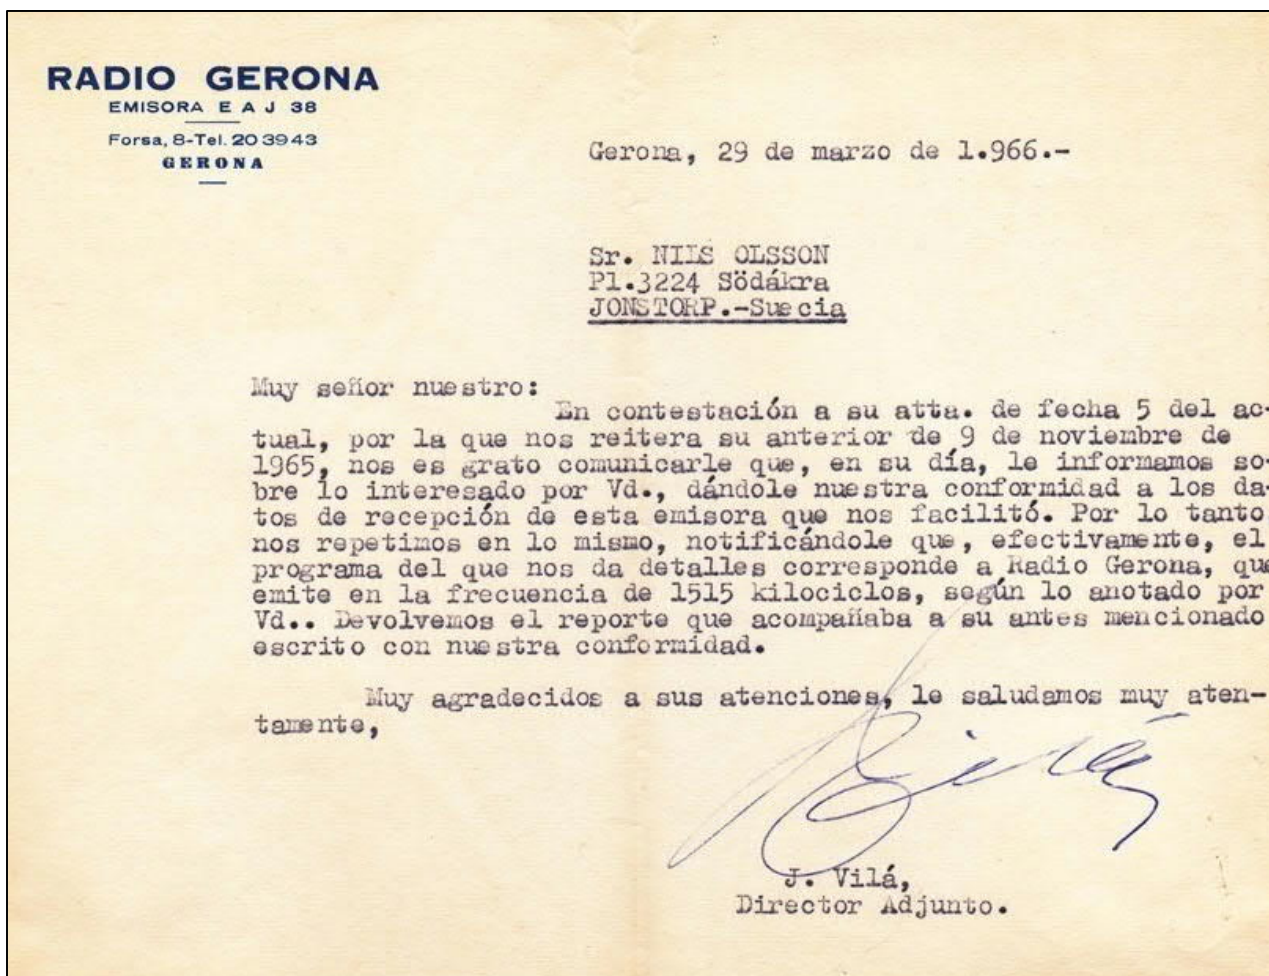 RADIO GERONA
EMISORA E A J 38
Forsa, 8-Tel. 20 39 43
GERONA
Gerona, 29 de marzo de 1.966.-
Sr. NILS OLSSON
Pl.3224 Södákra
JONSTORP.-Suecia
Muy señor nuestro:
En contestación a su atta. de fecha 5 del ac-
tual, por la que nos reitera su anterior de 9 de noviembre de
1965, nos es grato comunicarle que, en su día, le informamos so-
bre lo interesado por Vd., dándole nuestra conformidad a los da-
tos de recepción de esta emisora que nos facilitó. Por lo tanto,
nos repetimos en lo mismo, notificándole que, efectivamente, el
programa del que nos da detalles corresponde a Radio Gerona, que
emite en la frecuencia de 1515 kilociclos, según lo anotado por
Vd.. Devolvemos el reporte que acompañaba a su antes mencionado
escrito con nuestra conformidad.
Muy agradecidos a sus atenciones, le saludamos muy aten-
tamente,
J. Vilá,
Director Adjunto.